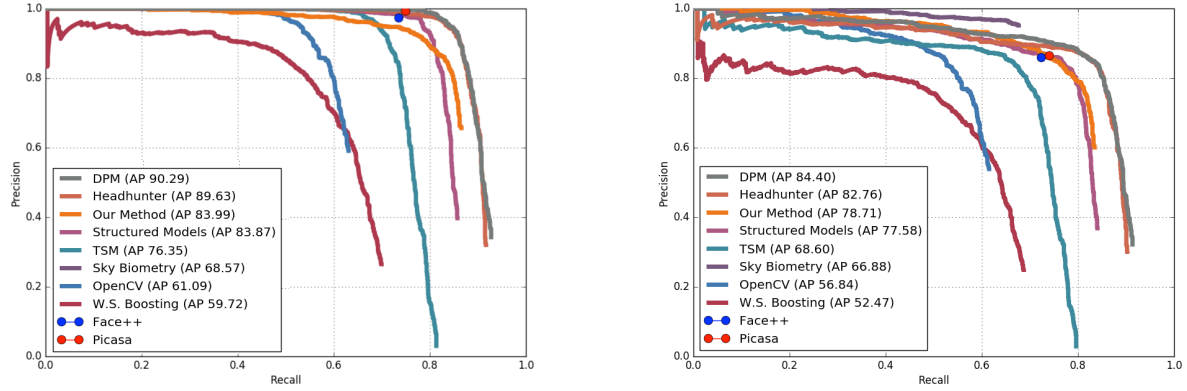 1.0
0.8
0.6
0.4
0.2
0.0
Precision
DPM (AP 90.29)
Headhunter (AP 89.63)
Our Method (AP 83.99)
Structured Models (AP 83.87)
TSM (AP 76.35)
Sky Biometry (AP 68.57)
OpenCV (AP 61.09)
W.S. Boosting (AP 59.72)
Face++
Picasa
0.0 0.2 0.4 0.6 0.8 1.0
Recall
1.0
0.8
0.6
0.4
0.2
0.0
Precision
DPM (AP 84.40)
Headhunter (AP 82.76)
Our Method (AP 78.71)
Structured Models (AP 77.58)
TSM (AP 68.60)
Sky Biometry (AP 66.88)
OpenCV (AP 56.84)
W.S. Boosting (AP 52.47)
Face++
Picasa
0.0 0.2 0.4 0.6 0.8 1.0
Recall